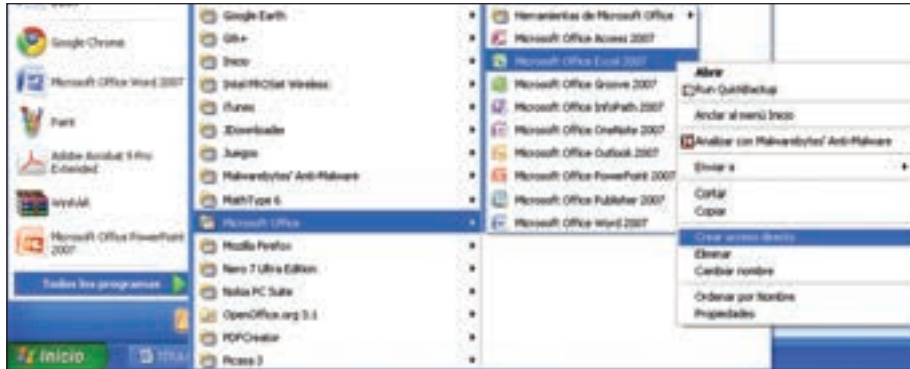 Google Chrome
Microsoft Office Word 2007
Paint
Adobe Acrobat 9 Pro
Extended
WinRAR
Microsoft Office PowerPoint
2007
Todos los programas
Inicio
Google Earth
Gtk+
Inicio
Intel PROSet Wireless
iTunes
JDownloader
Juegos
Malwarebytes' Anti-Malware
MathType 6
Microsoft Office
Mozilla Firefox
Nero 7 Ultra Edition
Nokia PC Suite
OpenOffice.org 3.1
PDFCreator
Picasa 3
Herramientas de Microsoft Office
Microsoft Office Access 2007
Microsoft Office Excel 2007
Microsoft Office Groove 2007
Microsoft Office InfoPath 2007
Microsoft Office OneNote 2007
Microsoft Office Outlook 2007
Microsoft Office PowerPoint 2007
Microsoft Office Publisher 2007
Microsoft Office Word 2007
Abrir
Run QuickBackup
Anclar al menú Inicio
Analizar con Malwarebytes' Anti-Malware
Enviar a
Cortar
Copiar
Crear acceso directo
Eliminar
Cambiar nombre
Ordenar por Nombre
Propiedades